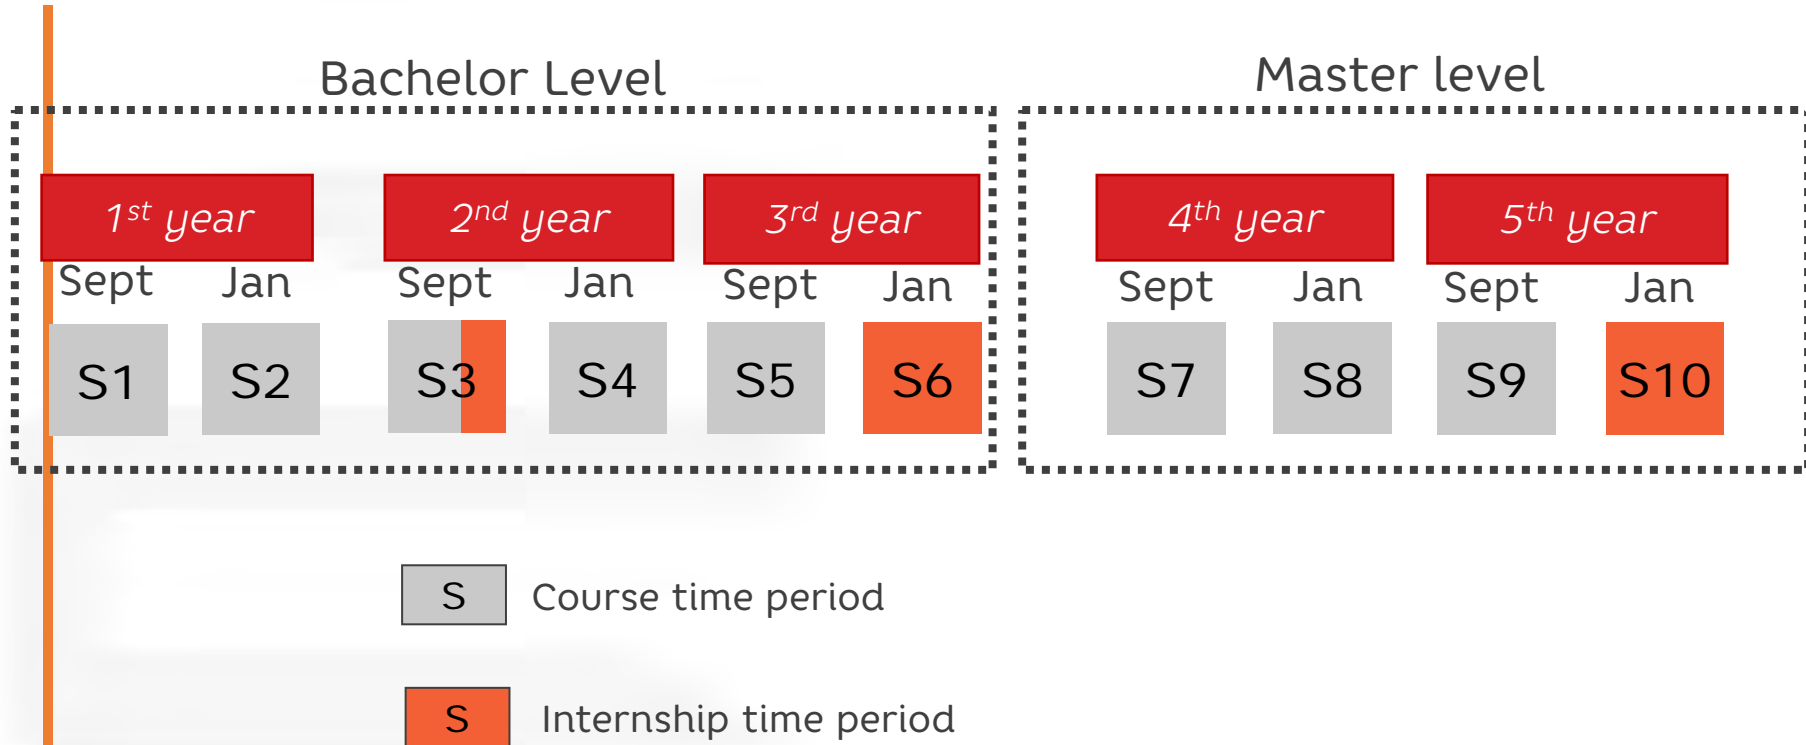 Bachelor Level
Master level
1st year 2nd year 3rd year 4th year 5th year
Sept Jan Sept Jan Sept Jan Sept Jan Sept Jan
S1 S2 S3 S4 S5 S6 S7 S8 S9 S10
S Course time period
S Internship time period